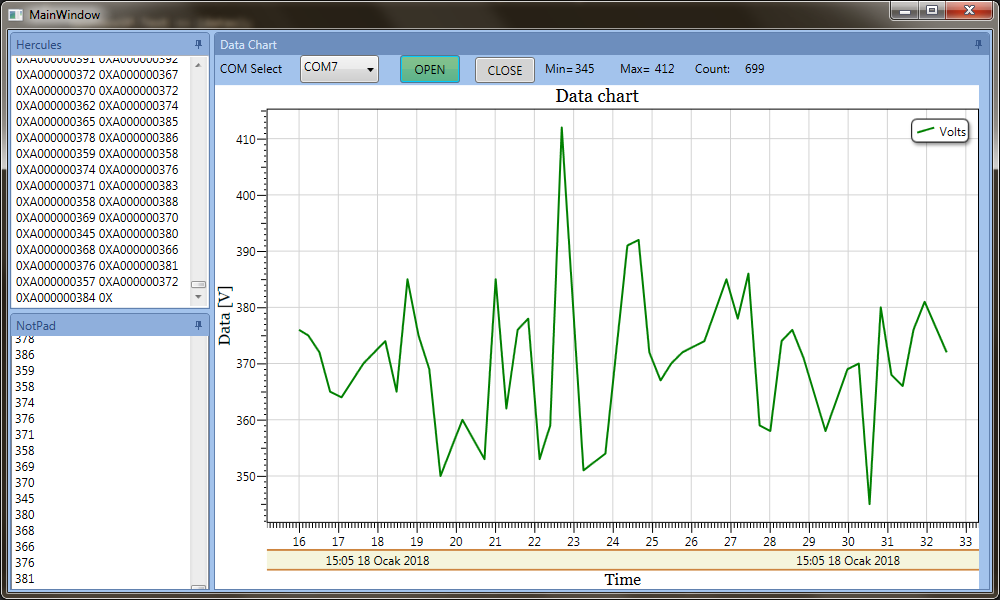 MainWindow
Hercules
0XA000000391 0XA000000392
0XA000000372 0XA000000367
0XA000000370 0XA000000372
0XA000000362 0XA000000374
0XA000000365 0XA000000385
0XA000000378 0XA000000386
0XA000000359 0XA000000358
0XA000000374 0XA000000376
0XA000000371 0XA000000383
0XA000000358 0XA000000388
0XA000000369 0XA000000370
0XA000000345 0XA000000380
0XA000000368 0XA000000366
0XA000000376 0XA000000381
0XA000000357 0XA000000372
0XA000000384 0X
NotPad
378
386
359
358
374
376
371
358
369
370
345
380
368
366
376
381
Data Chart
COM Select COM7 OPEN CLOSE Min= 345 Max= 412 Count: 699
Data chart
Volts
Data [V]
410
400
390
380
370
360
350
16 17 18 19 20 21 22 23 24 25 26 27 28 29 30 31 32 33
15:05 18 Ocak 2018 15:05 18 Ocak 2018
Time